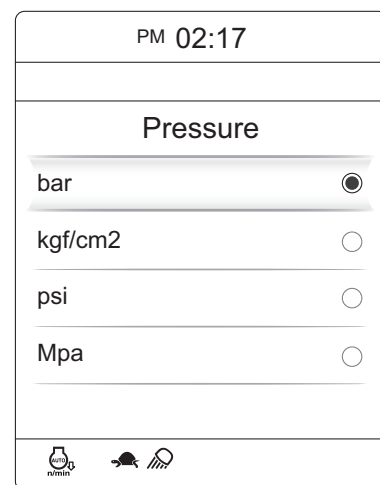 PM 02:17
Pressure
bar
kgf/cm2
psi
Mpa
AUTO
n/min